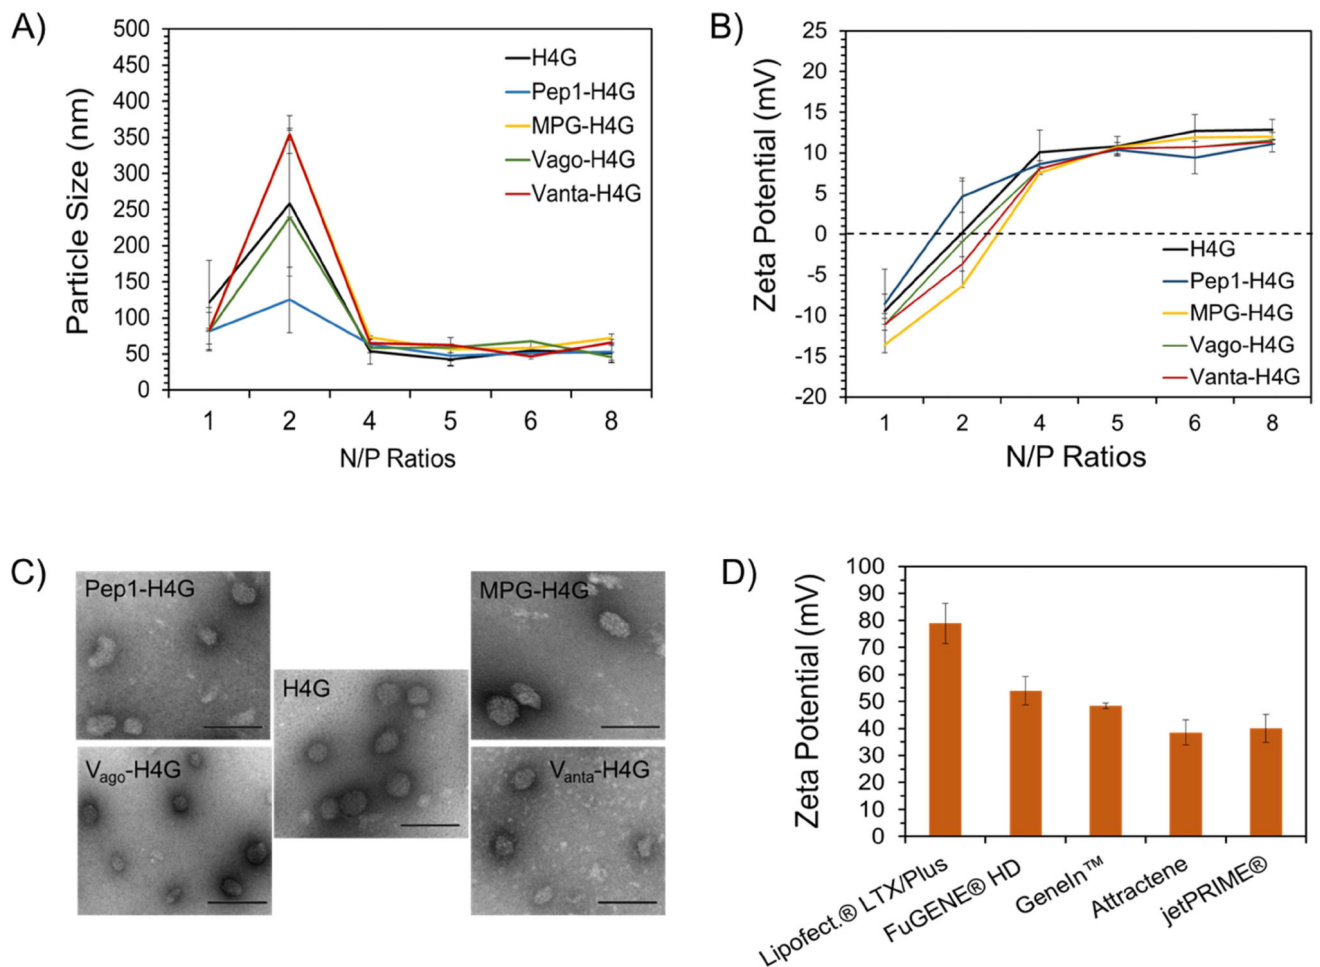 A)
Particle Size (nm)
500
450
400
350
300
250
200
150
100
50
0
1 2 4 5 6 8
N/P Ratios
H4G
Pep1-H4G
MPG-H4G
Vago-H4G
Vanta-H4G
B)
Zeta Potential (mV)
25
20
15
10
5
0
-5
-10
-15
-20
1 2 4 5 6 8
N/P Ratios
H4G
Pep1-H4G
MPG-H4G
Vago-H4G
Vanta-H4G
C)
Pep1-H4G
MPG-H4G
H4G
Vago-H4G
Vanta-H4G
D)
Zeta Potential (mV)
100
90
80
70
60
50
40
30
20
10
0
Lipofect.® LTX/Plus
FuGENE® HD
GeneIn™
Attractene
jetPRIME®